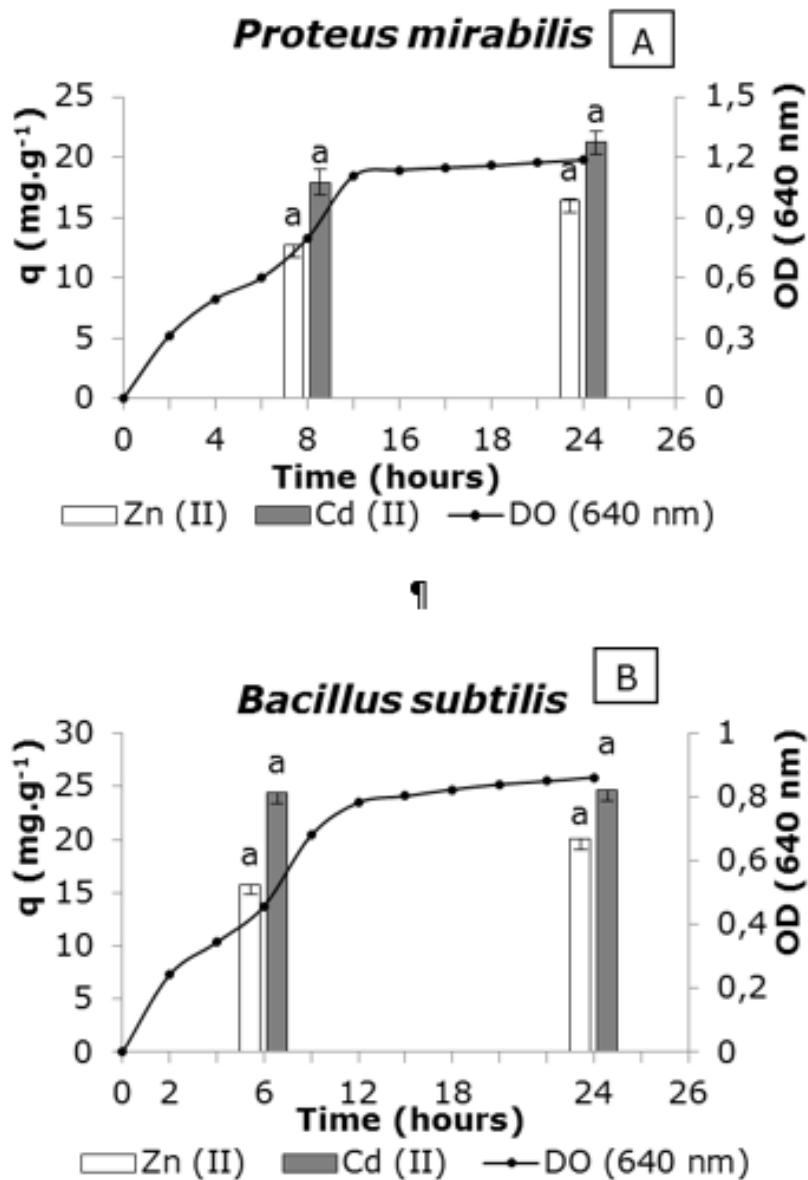 Proteus mirabilis A
q (mg.g⁻¹)
25
20
15
10
5
0
a
a
a
a
1,5
1,2
0,9
0,6
0,3
0
OD (640 nm)
0 4 8 16 18 24 26
Time (hours)
Zn (II) Cd (II) DO (640 nm)
¶
Bacillus subtilis B
q (mg.g⁻¹)
30
25
20
15
10
5
0
a
a
a
a
1
0,8
0,6
0,4
0,2
0
OD (640 nm)
0 2 6 12 18 24 26
Time (hours)
Zn (II) Cd (II) DO (640 nm)